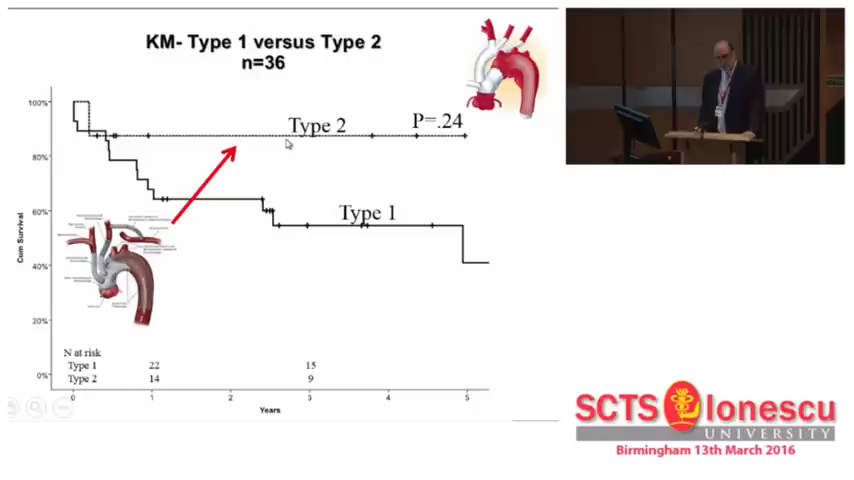 KM- Type 1 versus Type 2
n=36
100%
80%
60%
40%
20%
0%
Cum Survival
Type 2
P=.24
Type 1
N at risk
Type 1 22 15
Type 2 14 9
0 1 2 3 4 5
Years
SCTS Ionescu
UNIVERSITY
Birmingham 13th March 2016